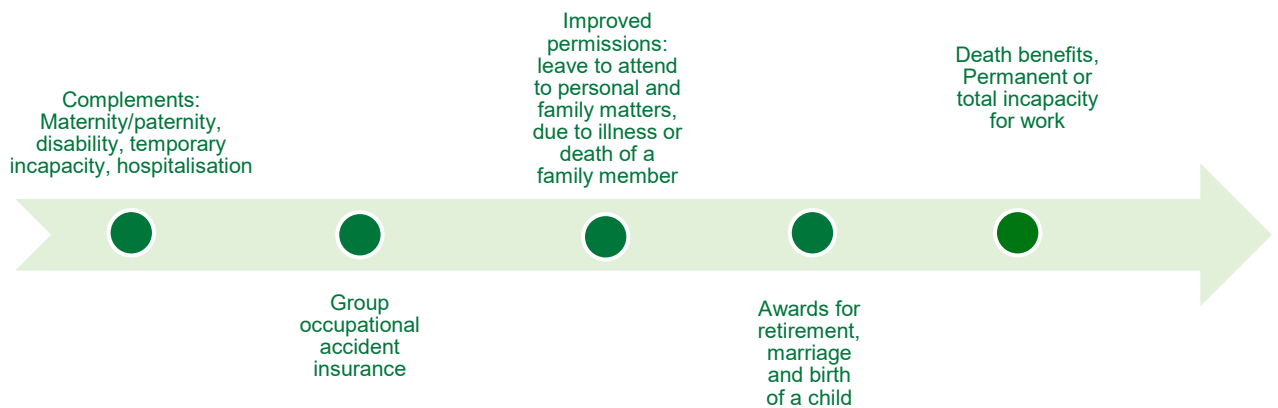 Complements:
Maternity/paternity,
disability, temporary
incapacity, hospitalisation
Group
occupational
accident
insurance
Improved
permissions:
leave to attend
to personal and
family matters,
due to illness or
death of a
family member
Awards for
retirement,
marriage
and birth
of a child
Death benefits,
Permanent or
total incapacity
for work